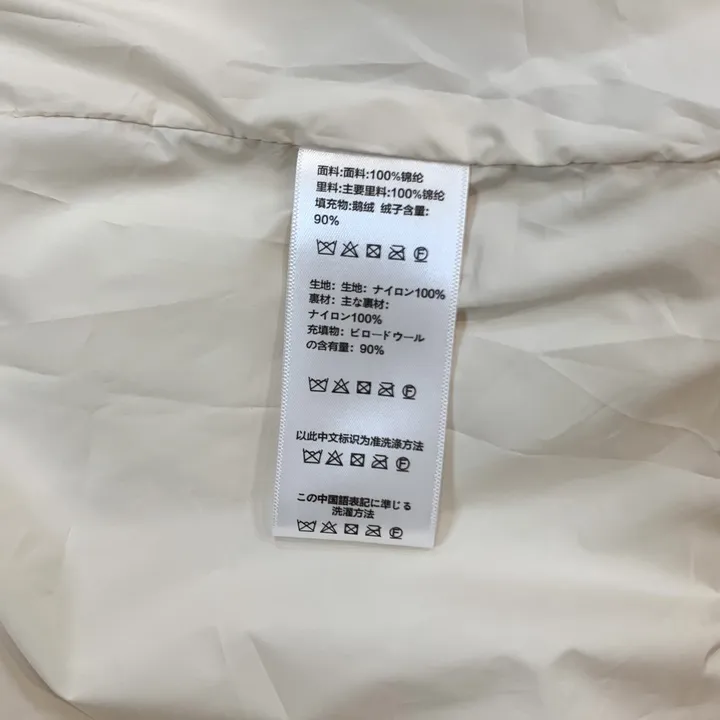 面料:面料:100%锦纶
里料:主要里料:100%锦纶
填充物:鹅绒 绒子含量:
90%
生地: 生地: ナイロン100%
裏材: 主な裏材:
ナイロン100%
充填物: ビロードウール
の含有量: 90%
以此中文标识为准洗涤方法
この中国語表記に準じる
洗濯方法